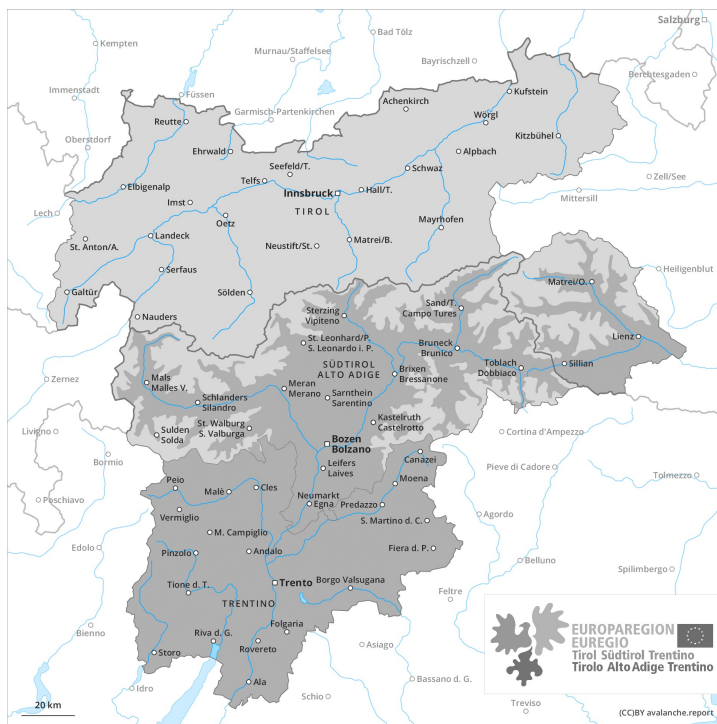 Salzburg
Kempten
Bad Tölz
Murnau/Staffelsee
Bayrischzell
Berchtesgaden
Immenstadt
Füssen
Garmisch-Partenkirchen
Achenkirch
Kufstein
Reutte
Wörgl
Oberstdorf
Ehrwald
Kitzbühel
Alpbach
Seefeld/T.
Schwaz
Zell/See
Telfs
Elbigenalp
Innsbruck
Hall/T.
Mittersill
Imst
TIROL
Lech
Oetz
Mayrhofen
Landeck
St. Anton/A.
Neustift/St.
Matrei/B.
Serfaus
Heiligenblut
Galtür
Sölden
Matrei/O.
Nauders
Sand/T.
Campo Tures
Sterzing
Vipiteno
St. Leonhard/P.
S. Leonardo i. P.
Lienz
Bruneck
Brunico
SÜDTIROL
ALTO ADIGE
Toblach
Dobbiaco
Sillian
Brixen
Bressanone
Zernez
Mals
Malles V.
Meran
Merano
Sarnthein
Sarentino
Schlanders
Silandro
St. Walburg
S. Valburga
Kastelruth
Castelrotto
Livigno
Sulden
Solda
Cortina d'Ampezzo
Bozen
Bolzano
Bormio
Canazei
Leifers
Laives
Pieve di Cadore
Tolmezzo
Moena
Peio
Malè
Cles
Poschiavo
Neumarkt
Egna
Predazzo
Vermiglio
Agordo
S. Martino d. C.
M. Campiglio
Edolo
Pinzolo
Andalo
Fiera d. P.
Belluno
Spilimbergo
Trento
Borgo Valsugana
Tione d. T.
Feltre
TRENTINO
Folgaria
Bienno
Riva d. G.
Rovereto
Asiago
Storo
Ala
Bassano d. G.
Idro
Schio
Treviso
EUROPAREGION
EUREGIO
Tirol Südtirol Trentino
Tirolo Alto Adige Trentino
20 km
(CC)BY avalanche.report